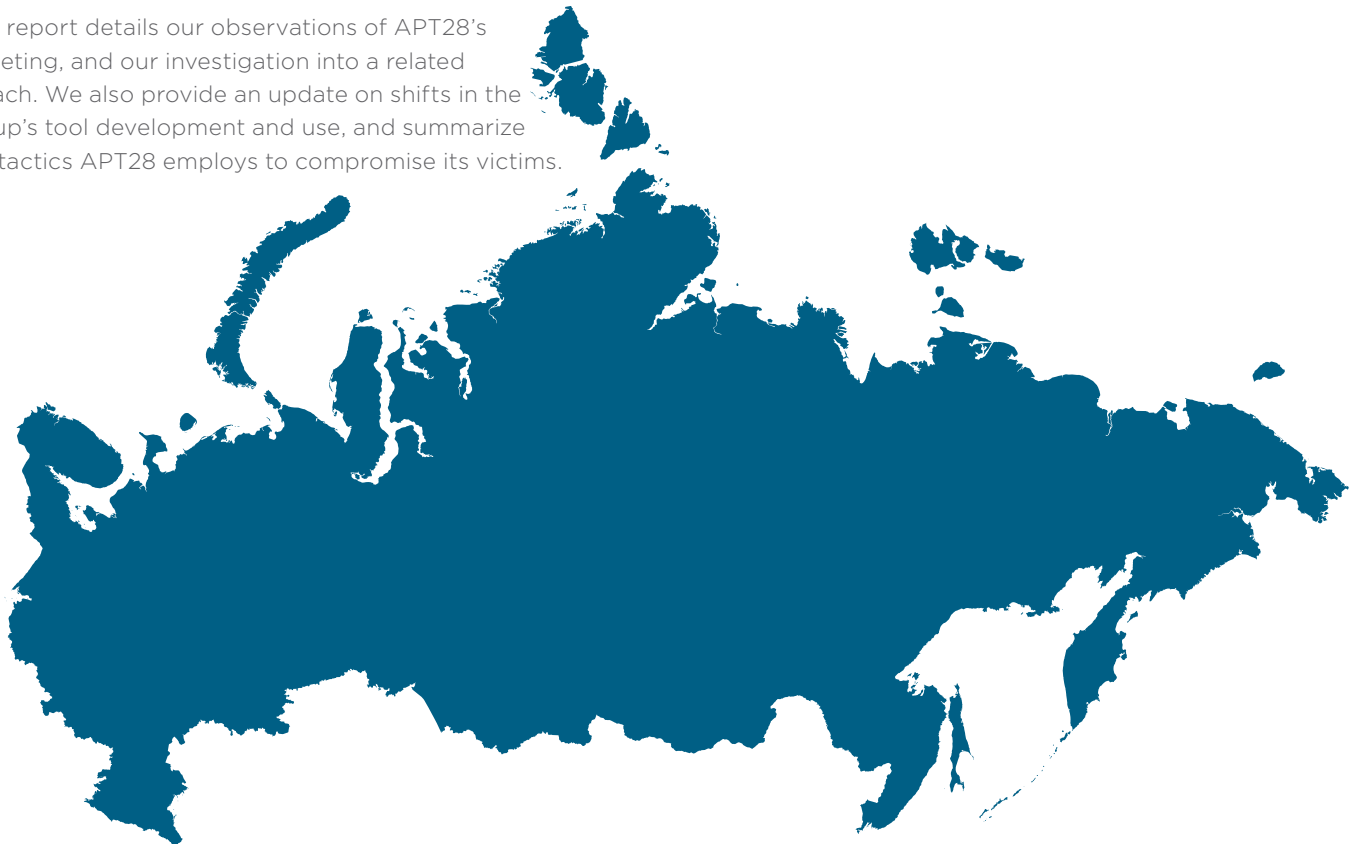 report details our observations of APT28's
eting, and our investigation into a related
ach. We also provide an update on shifts in the
up's tool development and use, and summarize
tactics APT28 employs to compromise its victims.